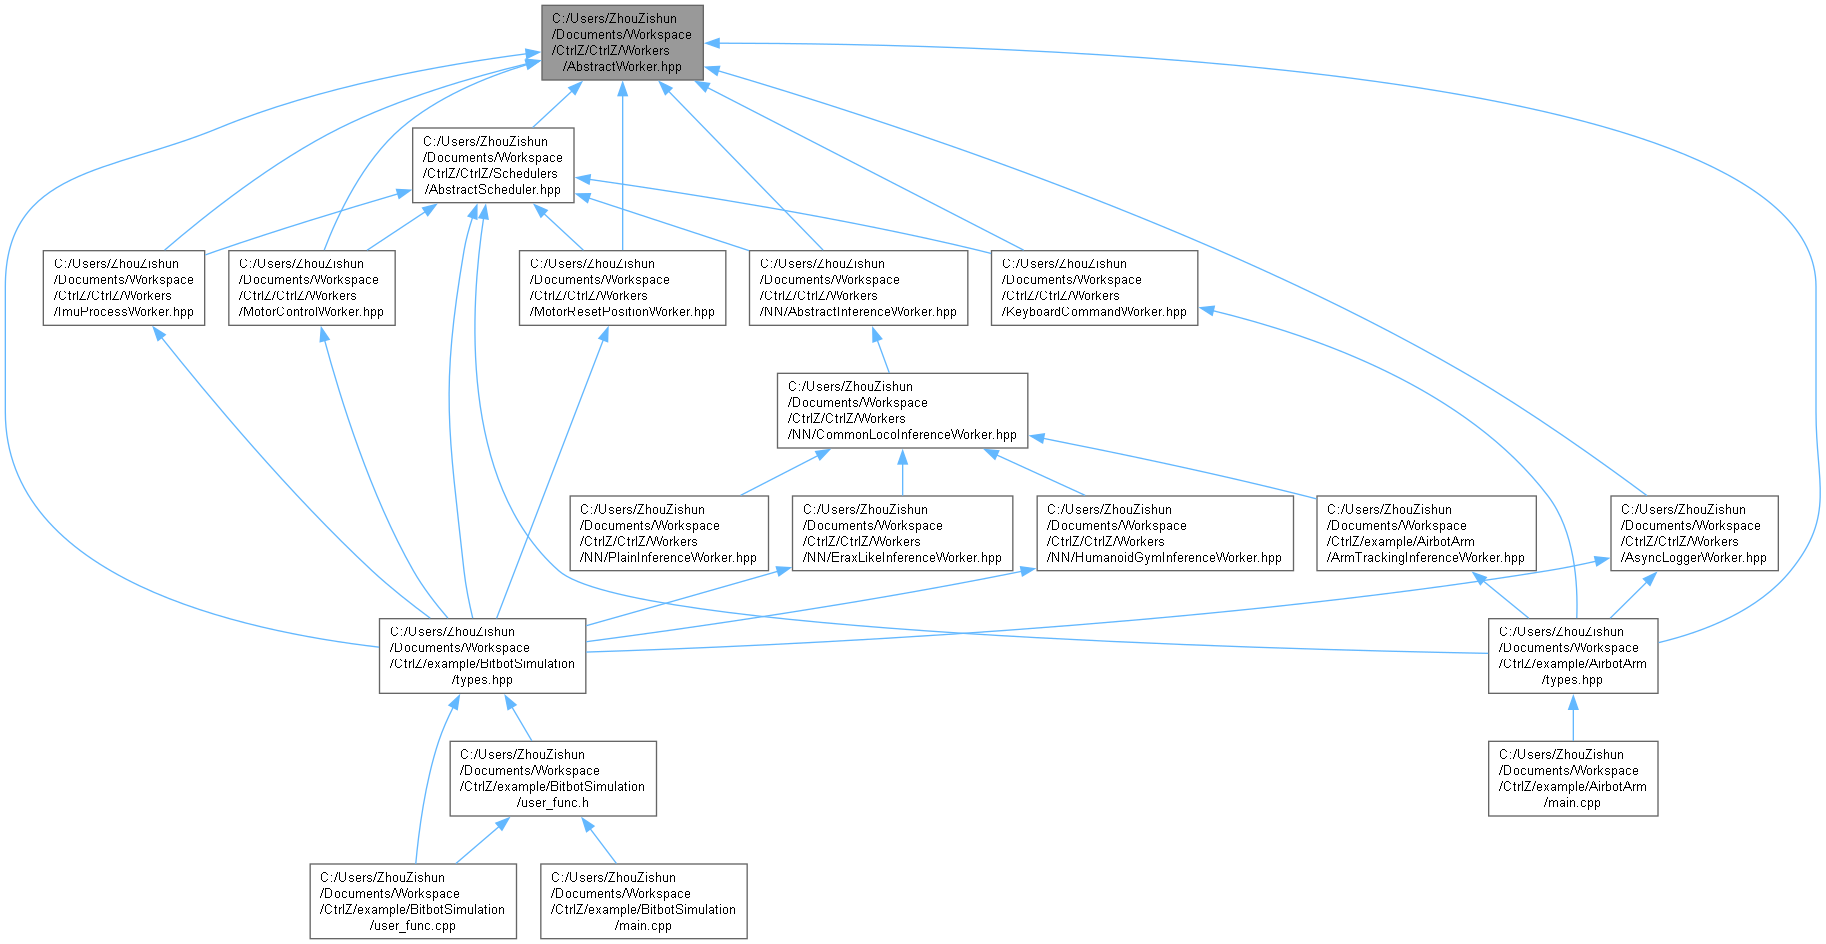 C:/Users/ZhouZishun
/Documents/Workspace
/CtrlZ/CtrlZ/Workers
/AbstractWorker.hpp
C:/Users/ZhouZishun
/Documents/Workspace
/CtrlZ/CtrlZ/Schedulers
/AbstractScheduler.hpp
C:/Users/ZhouZishun
/Documents/Workspace
/CtrlZ/CtrlZ/Workers
/ImuProcessWorker.hpp
C:/Users/ZhouZishun
/Documents/Workspace
/CtrlZ/CtrlZ/Workers
/MotorControlWorker.hpp
C:/Users/ZhouZishun
/Documents/Workspace
/CtrlZ/CtrlZ/Workers
/MotorResetPositionWorker.hpp
C:/Users/ZhouZishun
/Documents/Workspace
/CtrlZ/CtrlZ/Workers
/NN/AbstractInferenceWorker.hpp
C:/Users/ZhouZishun
/Documents/Workspace
/CtrlZ/CtrlZ/Workers
/KeyboardCommandWorker.hpp
C:/Users/ZhouZishun
/Documents/Workspace
/CtrlZ/CtrlZ/Workers
/NN/CommonLocoInferenceWorker.hpp
C:/Users/ZhouZishun
/Documents/Workspace
/CtrlZ/CtrlZ/Workers
/NN/PlainInferenceWorker.hpp
C:/Users/ZhouZishun
/Documents/Workspace
/CtrlZ/CtrlZ/Workers
/NN/EraxLikeInferenceWorker.hpp
C:/Users/ZhouZishun
/Documents/Workspace
/CtrlZ/CtrlZ/Workers
/NN/HumanoidGymInferenceWorker.hpp
C:/Users/ZhouZishun
/Documents/Workspace
/CtrlZ/example/AirbotArm
/ArmTrackingInferenceWorker.hpp
C:/Users/ZhouZishun
/Documents/Workspace
/CtrlZ/CtrlZ/Workers
/AsyncLoggerWorker.hpp
C:/Users/ZhouZishun
/Documents/Workspace
/CtrlZ/example/BitbotSimulation
/types.hpp
C:/Users/ZhouZishun
/Documents/Workspace
/CtrlZ/example/AirbotArm
/types.hpp
C:/Users/ZhouZishun
/Documents/Workspace
/CtrlZ/example/BitbotSimulation
/user_func.h
C:/Users/ZhouZishun
/Documents/Workspace
/CtrlZ/example/AirbotArm
/main.cpp
C:/Users/ZhouZishun
/Documents/Workspace
/CtrlZ/example/BitbotSimulation
/user_func.cpp
C:/Users/ZhouZishun
/Documents/Workspace
/CtrlZ/example/BitbotSimulation
/main.cpp